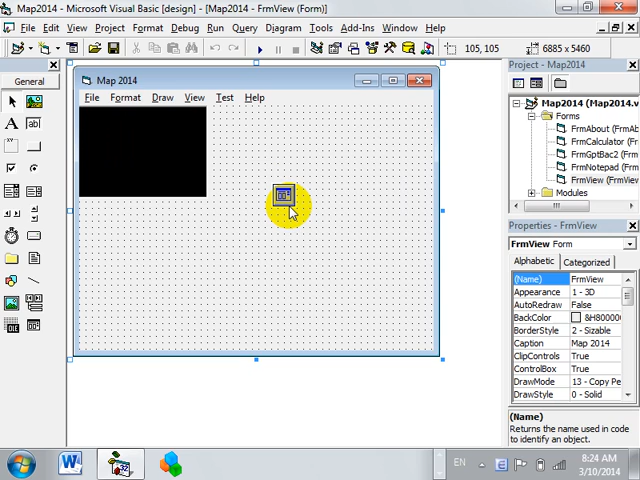 Map2014 - Microsoft Visual Basic [design] - [Map2014 - FrmView (Form)]
File Edit View Project Format Debug Run Query Diagram Tools Add-Ins Window Help
105, 105 6885 x 5460
General
A ab|
Map 2014
File Format Draw View Test Help
Project - Map2014
Map2014 (Map2014.v
Forms
FrmAbout (FrmAb
FrmCalculator (Frm
FrmGptBac2 (Frm
FrmNotepad (Frm
FrmView (FrmView
Modules
Properties - FrmView
FrmView Form
Alphabetic Categorized
(Name) FrmView
Appearance 1 - 3D
AutoRedraw False
BackColor &H800000
BorderStyle 2 - Sizable
Caption Map 2014
ClipControls True
ControlBox True
DrawMode 13 - Copy Pe
DrawStyle 0 - Solid
(Name)
Returns the name used in code to identify an object.
EN
8:24 AM
3/10/2014